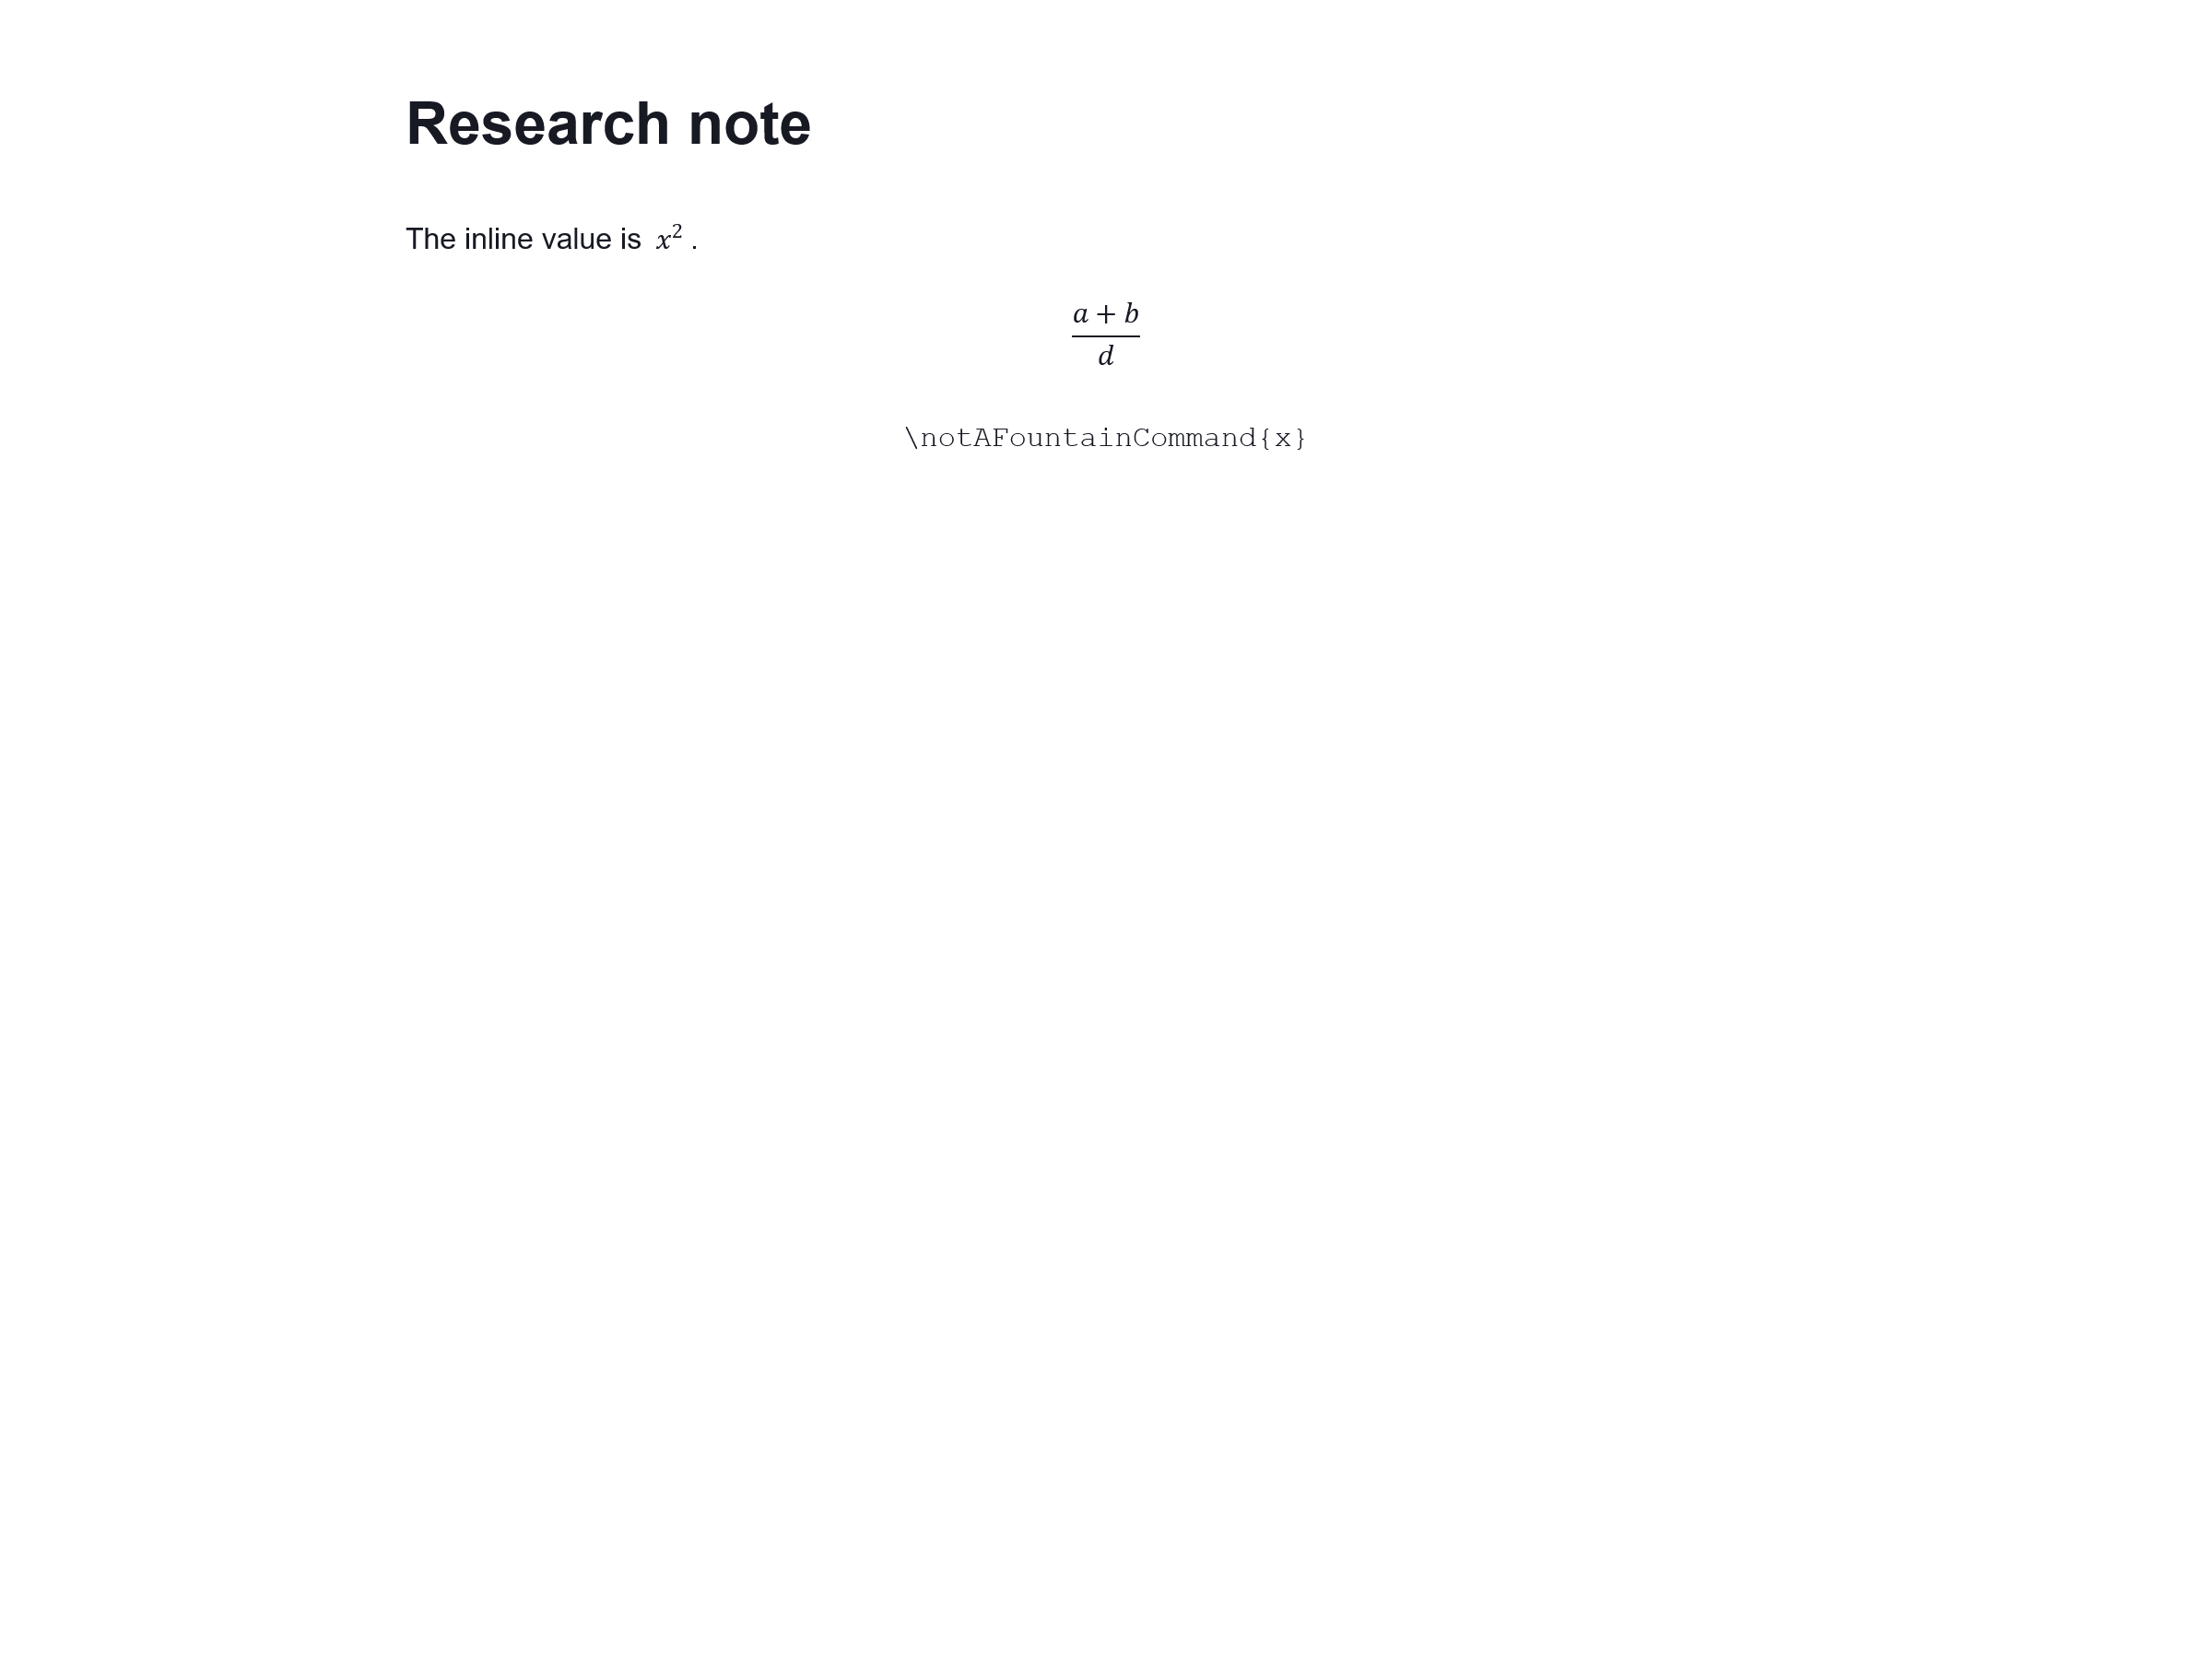 Research note
The inline value is x² .
a + b
d
\notAFountainCommand{x}